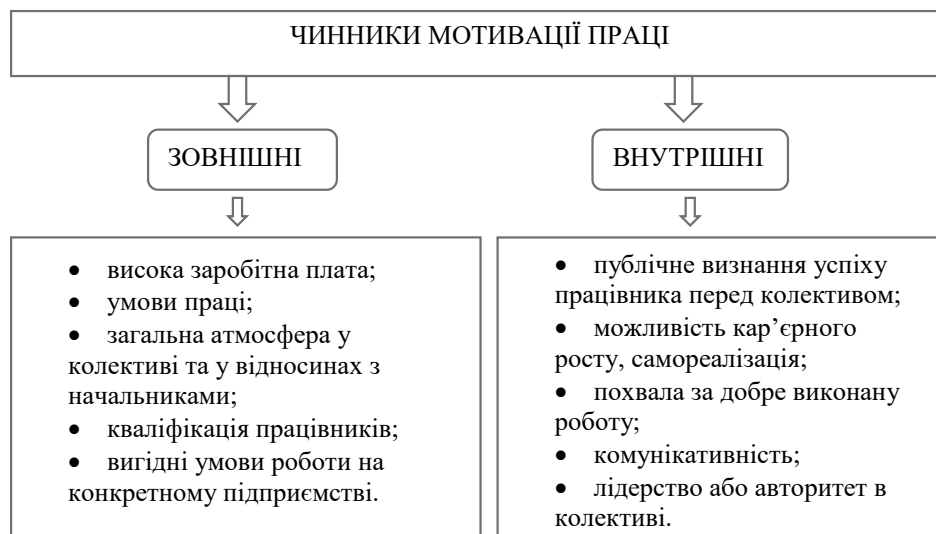 ЧИННИКИ МОТИВАЦІЇ ПРАЦІ
ЗОВНІШНІ
ВНУТРІШНІ
• висока заробітна плата;
• умови праці;
• загальна атмосфера у
колективі та у відносинах з
начальниками;
• кваліфікація працівників;
• вигідні умови роботи на
конкретному підприємстві.
• публічне визнання успіху
працівника перед колективом;
• можливість кар’єрного
росту, самореалізація;
• похвала за добре виконану
роботу;
• комунікативність;
• лідерство або авторитет в
колективі.